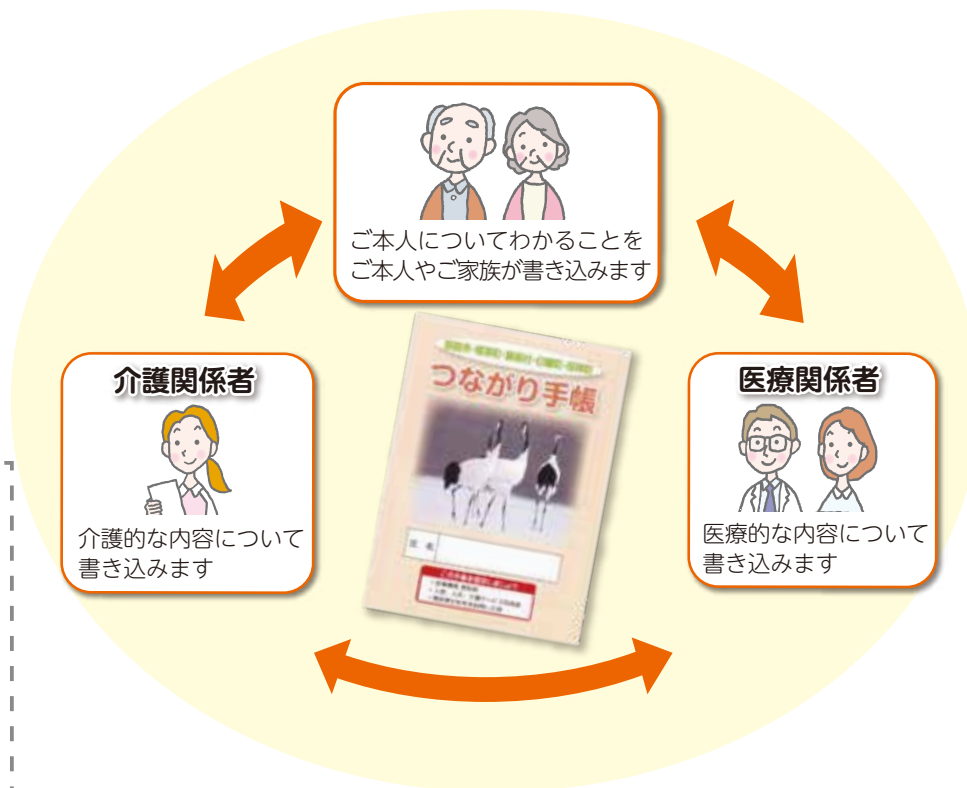 ご本人についてわかることを
ご本人やご家族が書き込みます
介護関係者
介護的な内容について
書き込みます
つながり手帳
氏 名
医療関係者
医療的な内容について
書き込みます